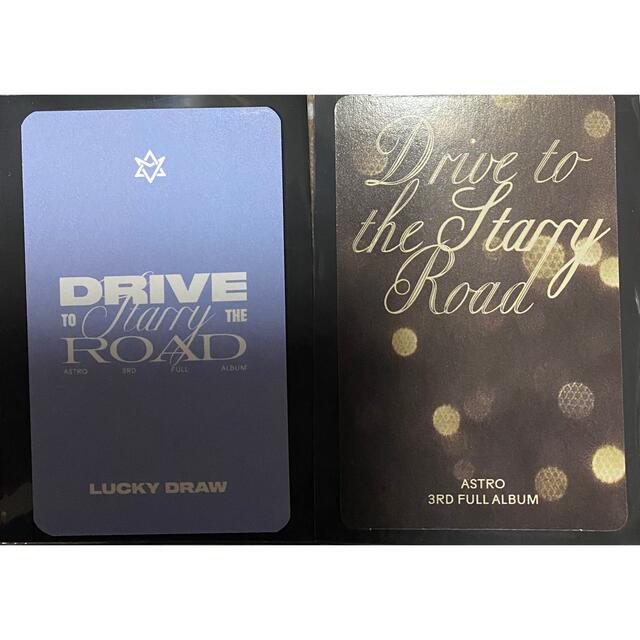 DRIVE
TO Starry THE
ROAD
ASTRO 3RD FULL ALBUM
LUCKY DRAW
Drive to
the Starry
Road
ASTRO
3RD FULL ALBUM